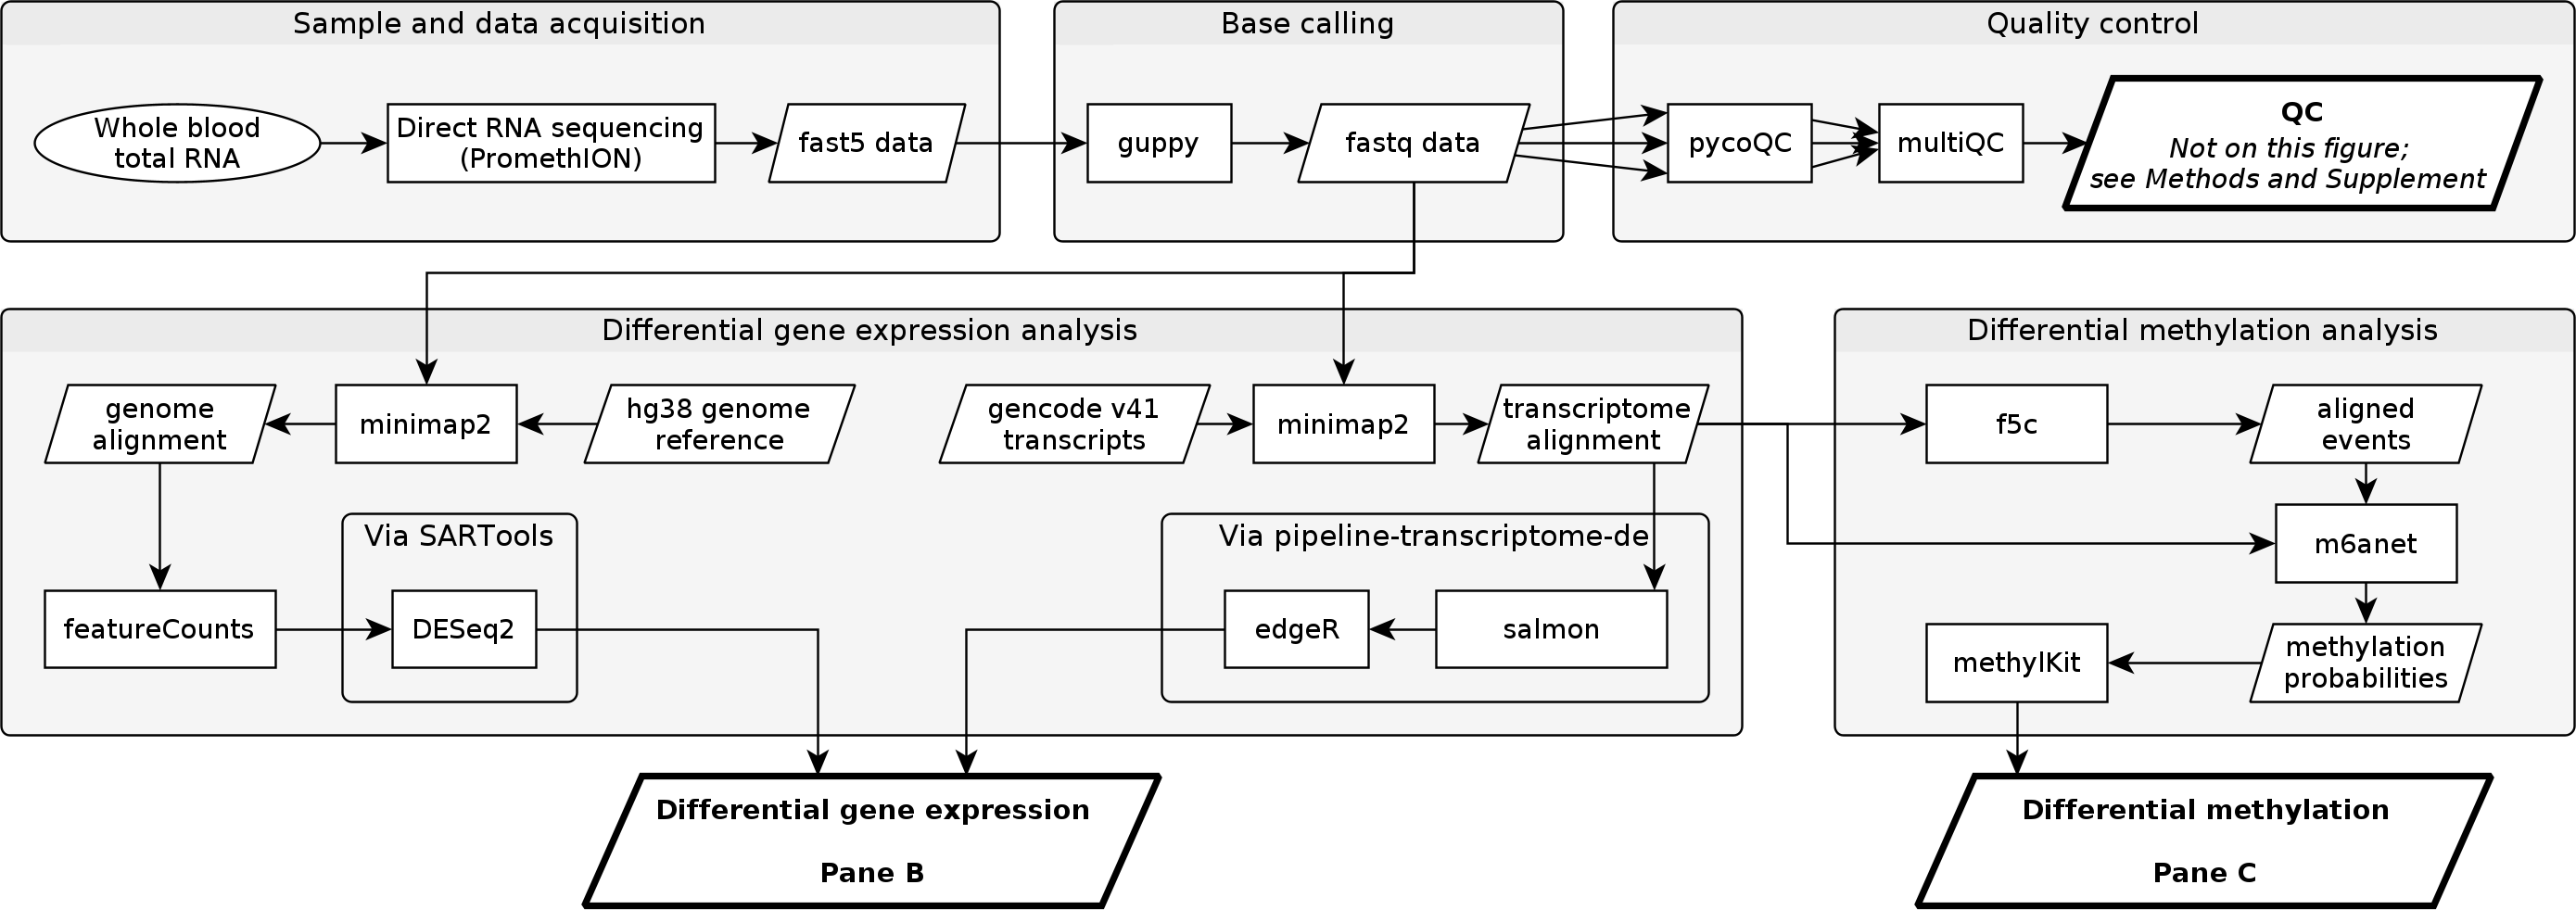 Sample and data acquisition
Whole blood
total RNA
Direct RNA sequencing
(PromethION)
fast5 data
Base calling
guppy
fastq data
Quality control
pycoQC
multiQC
QC
Not on this figure;
see Methods and Supplement
Differential gene expression analysis
genome
alignment
minimap2
hg38 genome
reference
gencode v41
transcripts
minimap2
transcriptome
alignment
featureCounts
Via SARTools
DESeq2
Via pipeline-transcriptome-de
edgeR
salmon
Differential methylation analysis
f5c
aligned
events
m6anet
methylKit
methylation
probabilities
Differential gene expression
Pane B
Differential methylation
Pane C